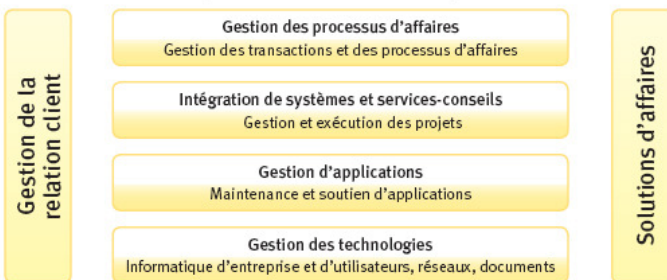 Gestion de la
relation client
Gestion des processus d'affaires
Gestion des transactions et des processus d'affaires
Intégration de systèmes et services-conseils
Gestion et exécution des projets
Gestion d'applications
Maintenance et soutien d'applications
Gestion des technologies
Informatique d'entreprise et d'utilisateurs, réseaux, documents
Solutions d'affaires